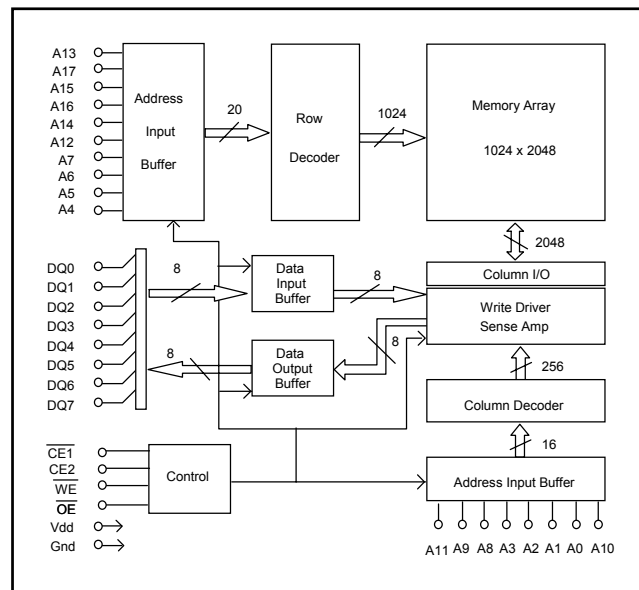 A13
A17
A15
A16
A14
A12
A7
A6
A5
A4
Address
Input
Buffer
20
Row
Decoder
1024
Memory Array
1024 x 2048
2048
Column I/O
Write Driver
Sense Amp
DQ0
DQ1
DQ2
DQ3
DQ4
DQ5
DQ6
DQ7
8
Data
Input
Buffer
8
8
Data
Output
Buffer
8
256
Column Decoder
16
Address Input Buffer
CE1
CE2
WE
OE
Vdd
Gnd
Control
A11 A9 A8 A3 A2 A1 A0 A10